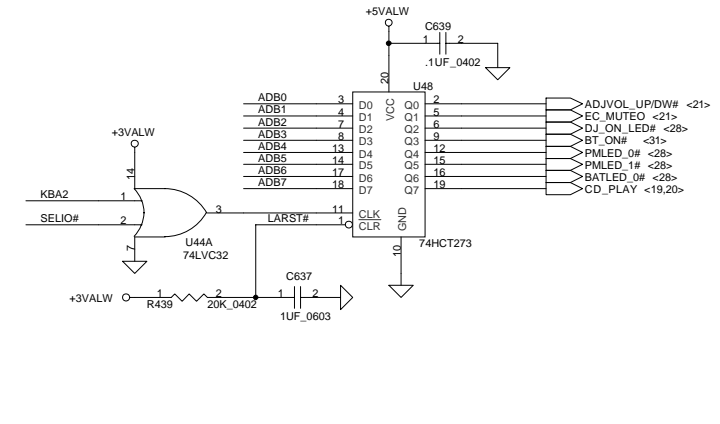 +5VALW
C639
1 2
.1UF_0402
20
U48
VCC
ADB0 3 D0 Q0 2 ADJVOL_UP/DW# <21>
ADB1 4 D1 Q1 5 EC_MUTEO <21>
ADB2 7 D2 Q2 6 DJ_ON_LED# <28>
ADB3 8 D3 Q3 9 BT_ON# <31>
ADB4 13 D4 Q4 12 PMLED_0# <28>
ADB5 14 D5 Q5 15 PMLED_1# <28>
ADB6 17 D6 Q6 16 BATLED_0# <28>
ADB7 18 D7 Q7 19 CD_PLAY <19,20>
+3VALW
14
KBA2 1
SELIO# 2
3
7
U44A
74LVC32
11 CLK
LARST# 1 CLR
GND
10
74HCT273
+3VALW
1 2
R439
20K_0402
C637
1 2
1UF_0603